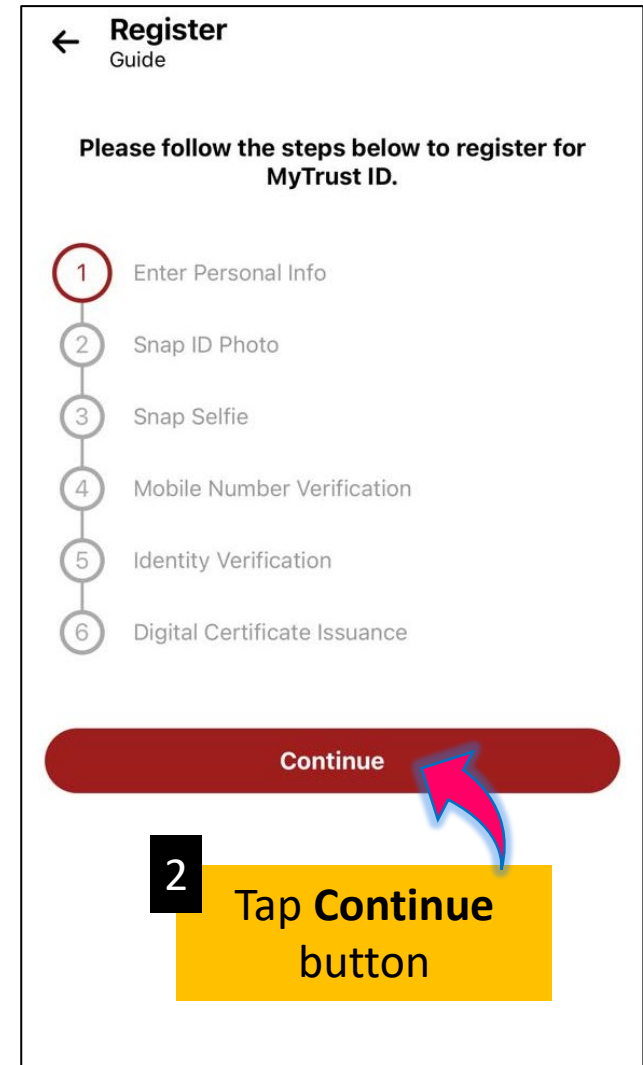 Register
Guide
Please follow the steps below to register for
MyTrust ID.
1 Enter Personal Info
2 Snap ID Photo
3 Snap Selfie
4 Mobile Number Verification
5 Identity Verification
6 Digital Certificate Issuance
Continue
2
Tap Continue
button